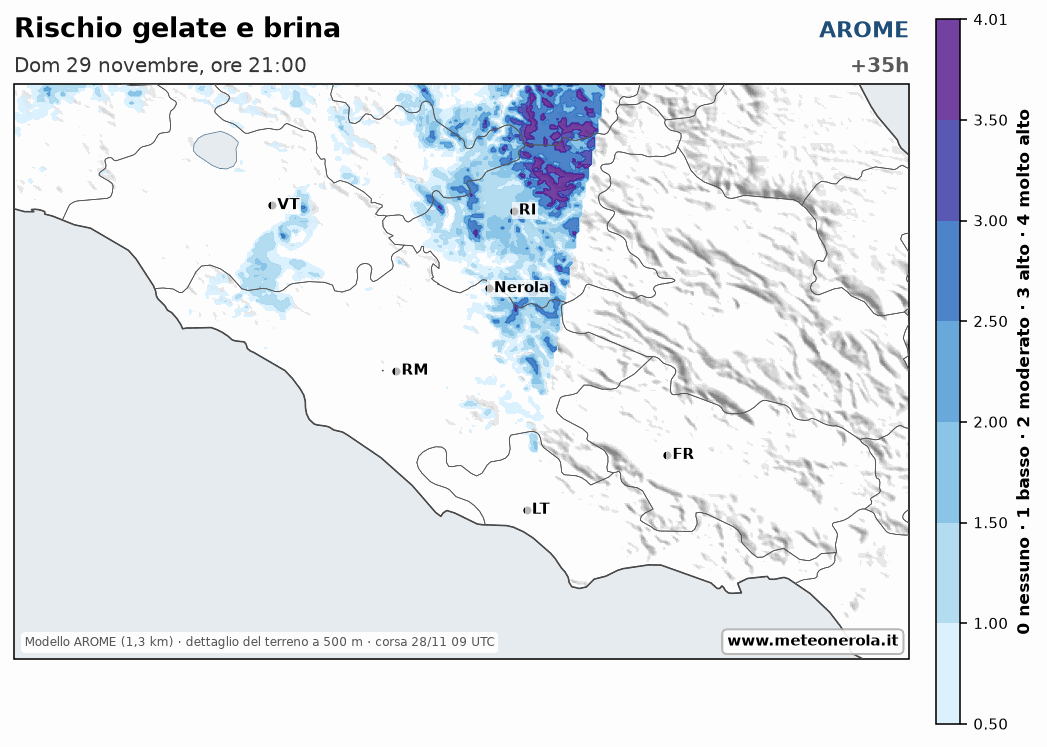 Rischio gelate e brina
AROME
Dom 29 novembre, ore 21:00
+35h
VT
RI
Nerola
RM
FR
LT
Modello AROME (1,3 km) · dettaglio del terreno a 500 m · corsa 28/11 09 UTC
www.meteonerola.it
4.01
3.50
3.00
2.50
2.00
1.50
1.00
0.50
0 nessuno · 1 basso · 2 moderato · 3 alto · 4 molto alto